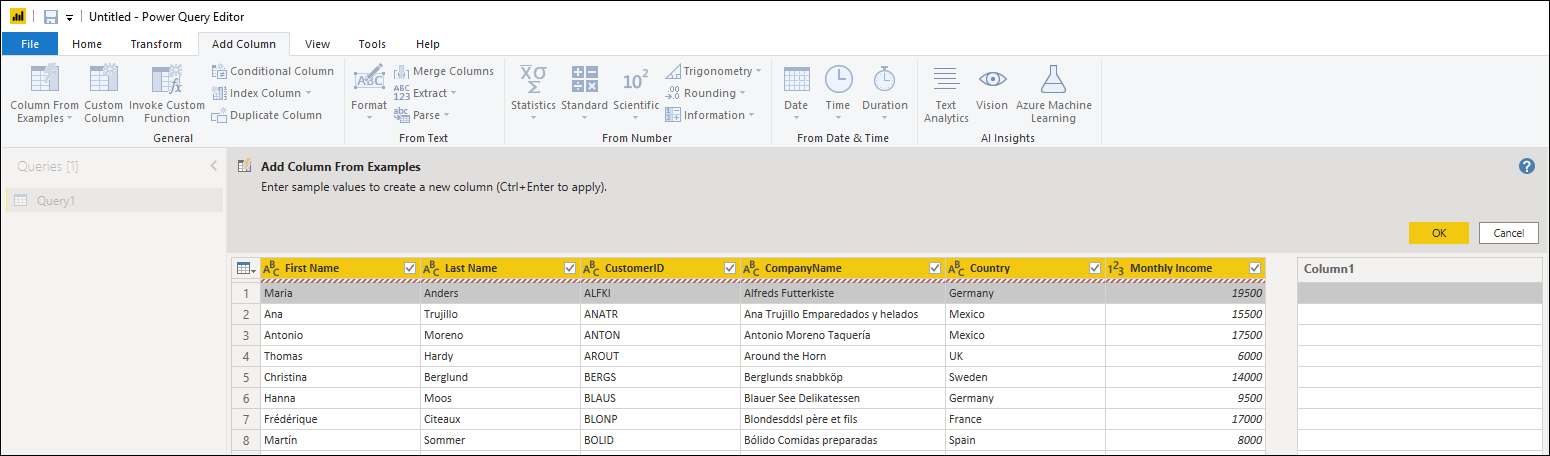 Untitled - Power Query Editor
File Home Transform Add Column View Tools Help
Column From Examples
Custom Column
Invoke Custom Function
Conditional Column
Index Column
Duplicate Column
General
Format
Merge Columns
Extract
Parse
From Text
Statistics
Standard
Scientific
Trigonometry
Rounding
Information
From Number
Date
Time
Duration
From Date & Time
Text Analytics
Vision
Azure Machine Learning
AI Insights
Queries [1]
Query1
Add Column From Examples
Enter sample values to create a new column (Ctrl+Enter to apply).
OK Cancel
First Name Last Name CustomerID CompanyName Country Monthly Income Column1
1 Maria Anders ALFKI Alfreds Futterkiste Germany 19500
2 Ana Trujillo ANATR Ana Trujillo Emparedados y helados Mexico 15500
3 Antonio Moreno ANTON Antonio Moreno Taquería Mexico 17500
4 Thomas Hardy AROUT Around the Horn UK 6000
5 Christina Berglund BERGS Berglunds snabbköp Sweden 14000
6 Hanna Moos BLAUS Blauer See Delikatessen Germany 9500
7 Frédérique Citeaux BLONP Blondesddsl père et fils France 17000
8 Martín Sommer BOLID Bólido Comidas preparadas Spain 8000